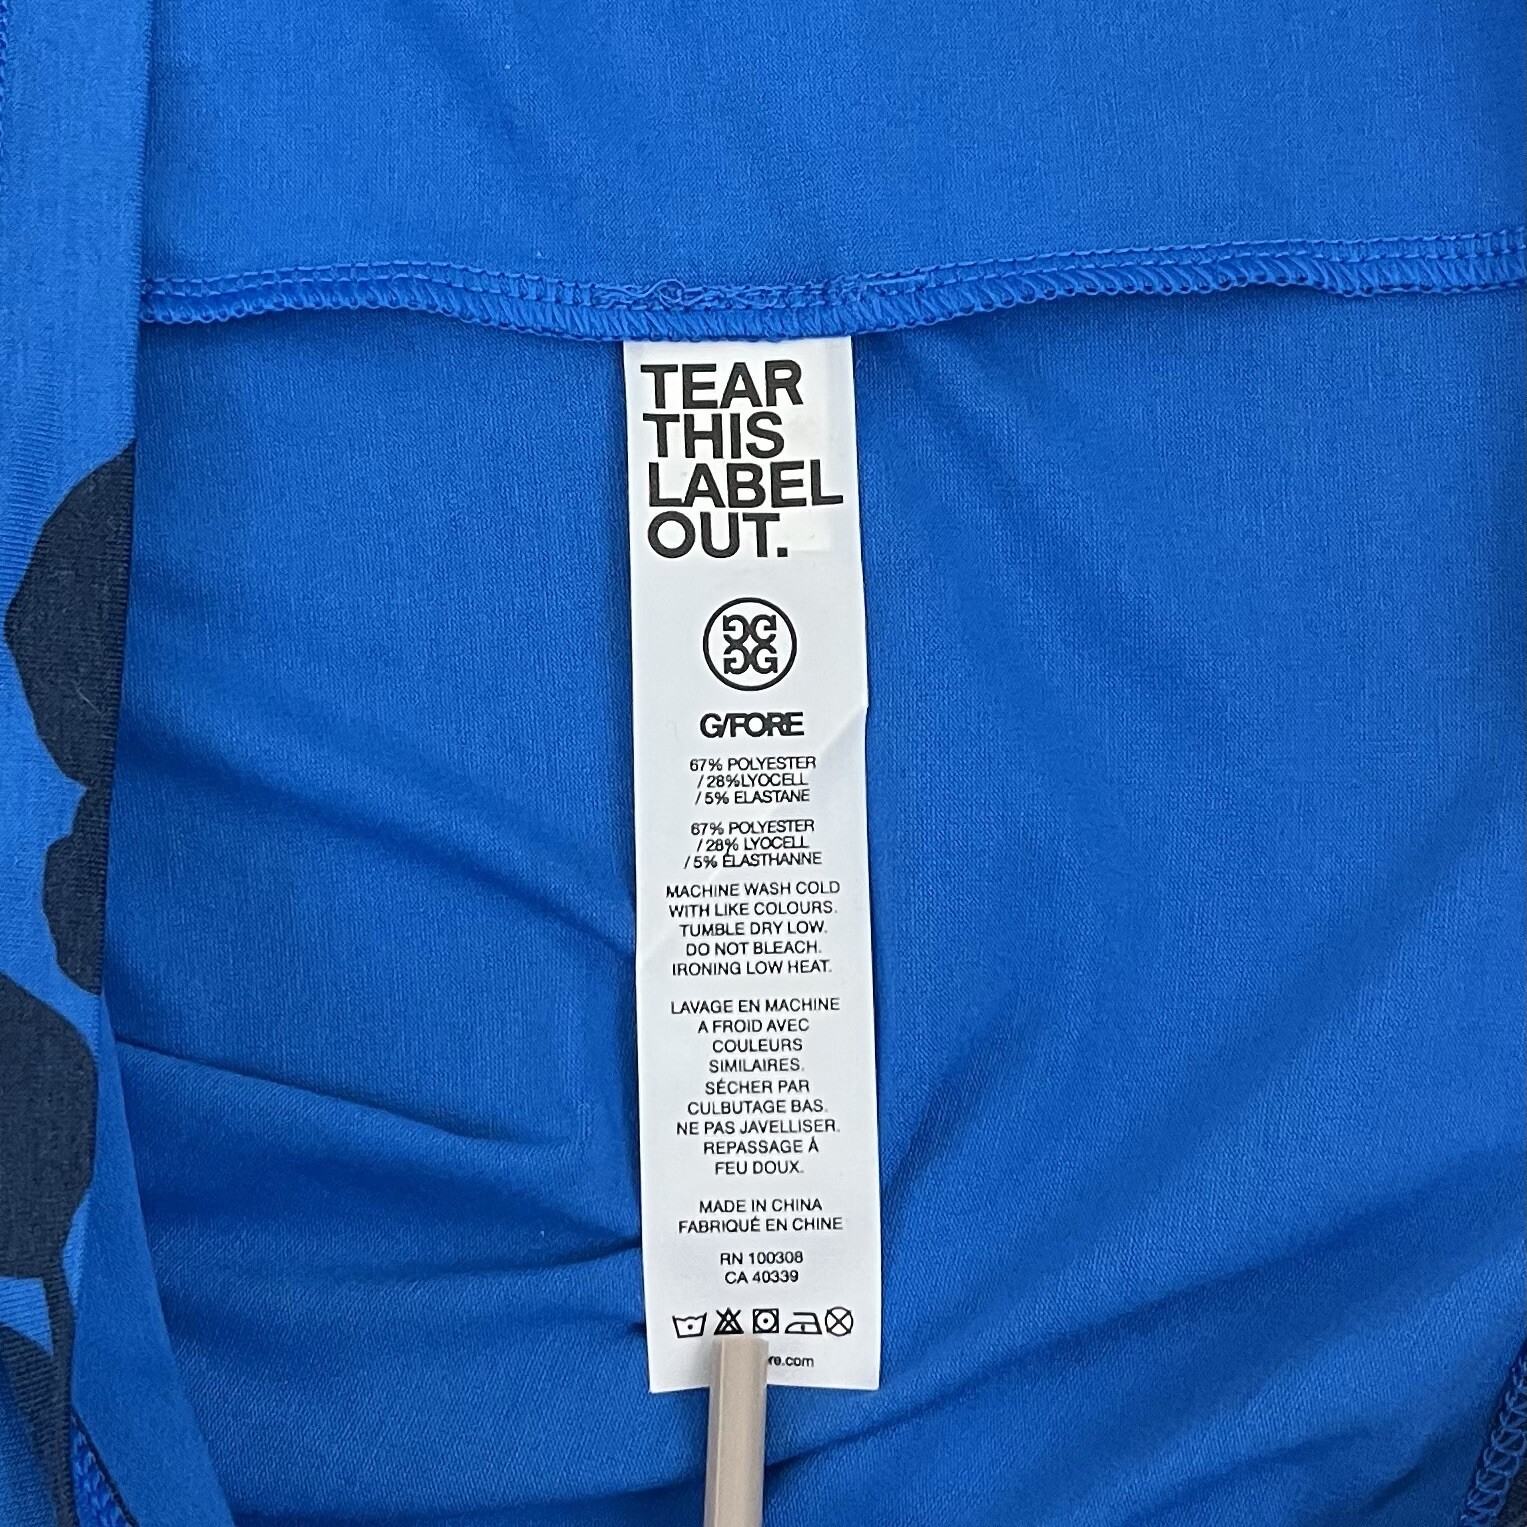 TEAR
THIS
LABEL
OUT.
G/FORE
67% POLYESTER
/ 28%LYOCELL
/ 5% ELASTANE
67% POLYESTER
/ 28% LYOCELL
/ 5% ÉLASTHANNE
MACHINE WASH COLD
WITH LIKE COLOURS.
TUMBLE DRY LOW.
DO NOT BLEACH.
IRONING LOW HEAT.
LAVAGE EN MACHINE
A FROID AVEC
COULEURS
SIMILAIRES.
SÉCHER PAR
CULBUTAGE BAS.
NE PAS JAVELLISER.
REPASSAGE À
FEU DOUX.
MADE IN CHINA
FABRIQUÉ EN CHINE
RN 100308
CA 40339
re.com